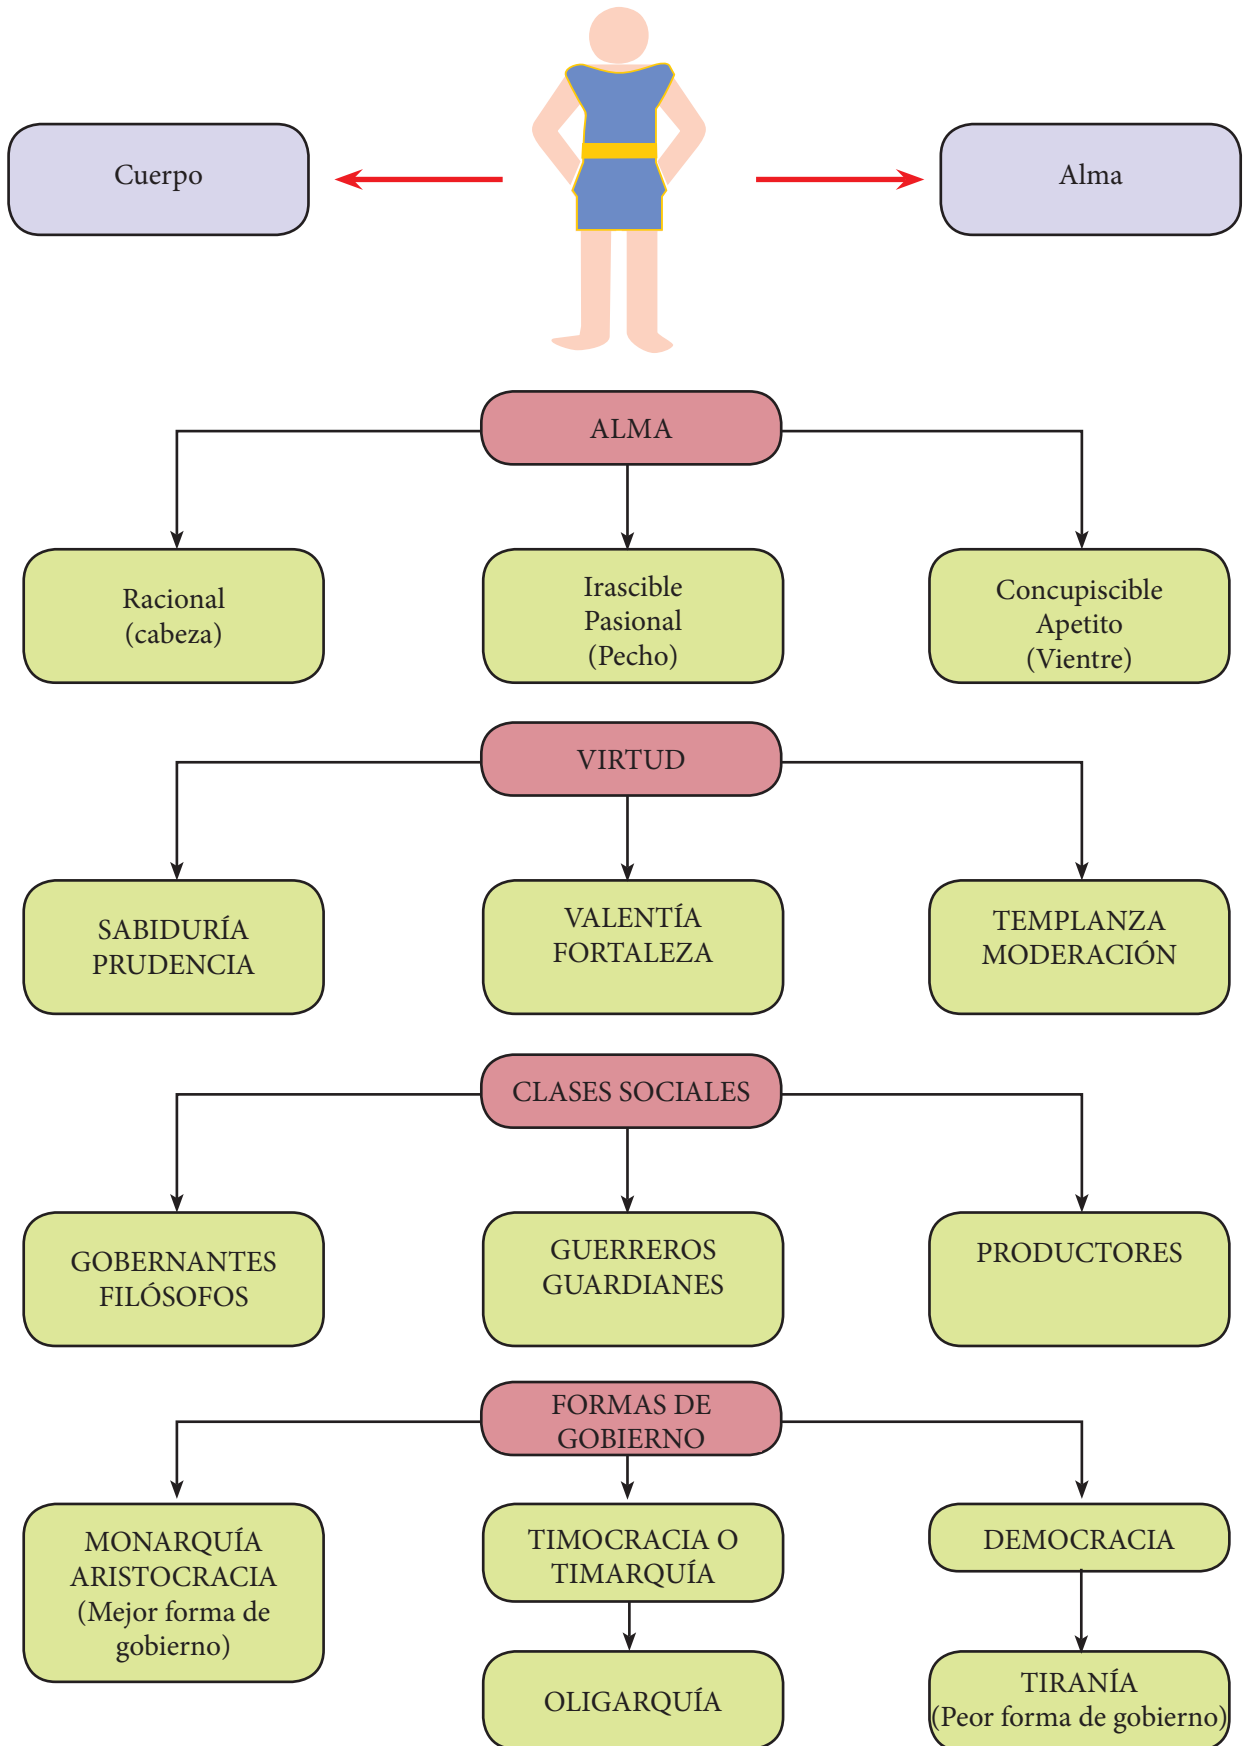 Cuerpo
Alma
ALMA
Racional
(cabeza)
Irascible
Pasional
(Pecho)
Concupiscible
Apetito
(Vientre)
VIRTUD
SABIDURÍA
PRUDENCIA
VALENTÍA
FORTALEZA
TEMPLANZA
MODERACIÓN
CLASES SOCIALES
GOBERNANTES
FILÓSOFOS
GUERREROS
GUARDIANES
PRODUCTORES
FORMAS DE
GOBIERNO
MONARQUÍA
ARISTOCRACIA
(Mejor forma de
gobierno)
TIMOCRACIA O
TIMARQUÍA
OLIGARQUÍA
DEMOCRACIA
TIRANÍA
(Peor forma de gobierno)